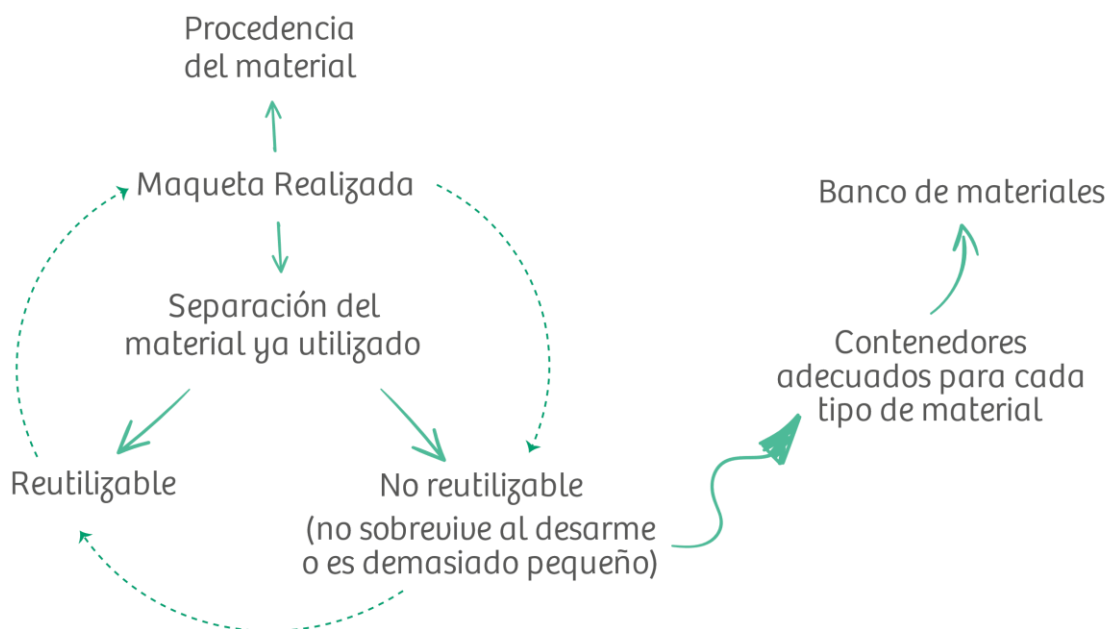 Procedencia
del material
Maqueta Realizada
Separación del
material ya utilizado
Reutilizable
No reutilizable
(no sobrevive al desarme
o es demasiado pequeño)
Contenedores
adecuados para cada
tipo de material
Banco de materiales